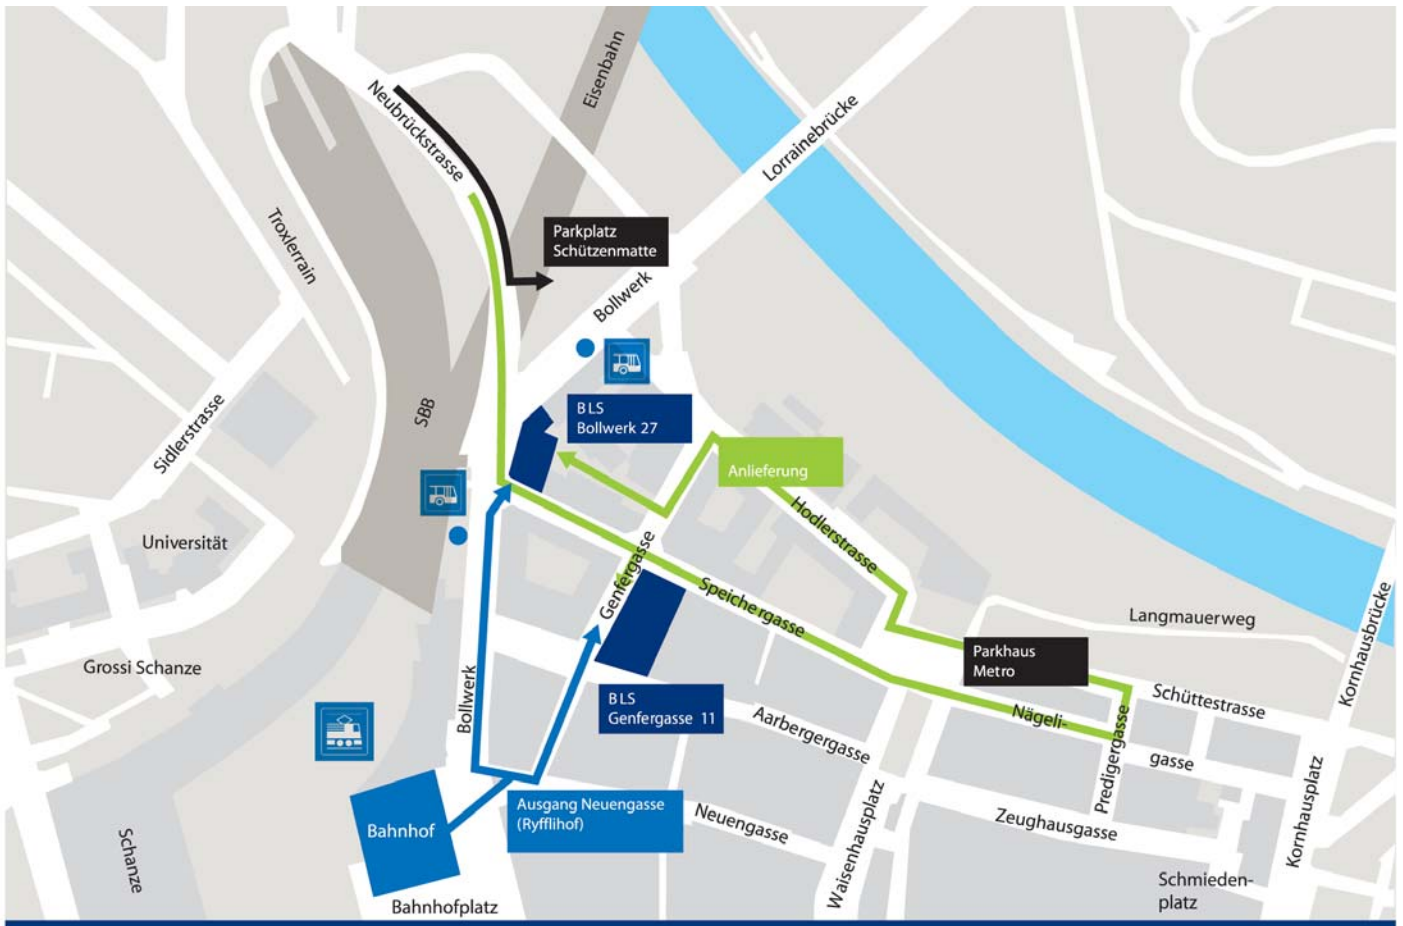 Eisenbahn
Neubrückstrasse
Lorrainebrücke
Troxlerrain
Parkplatz
Schützenmatte
Bollwerk
SBB
BLS
Bollwerk 27
Sidlerstrasse
Anlieferung
Universität
Hodlerstrasse
Genfergasse
Speichergasse
Langmauerweg
Kornhausbrücke
Grossi Schanze
Parkhaus
Metro
Bollwerk
BLS
Genfergasse 11
Schüttestrasse
Nägeli-
gasse
Aarbergergasse
Predigergasse
Ausgang Neuengasse
(Ryfflihof)
Bahnhof
Neuengasse
Waisenhausplatz
Zeughausgasse
Kornhausplatz
Schanze
Schmieden-
platz
Bahnhofplatz